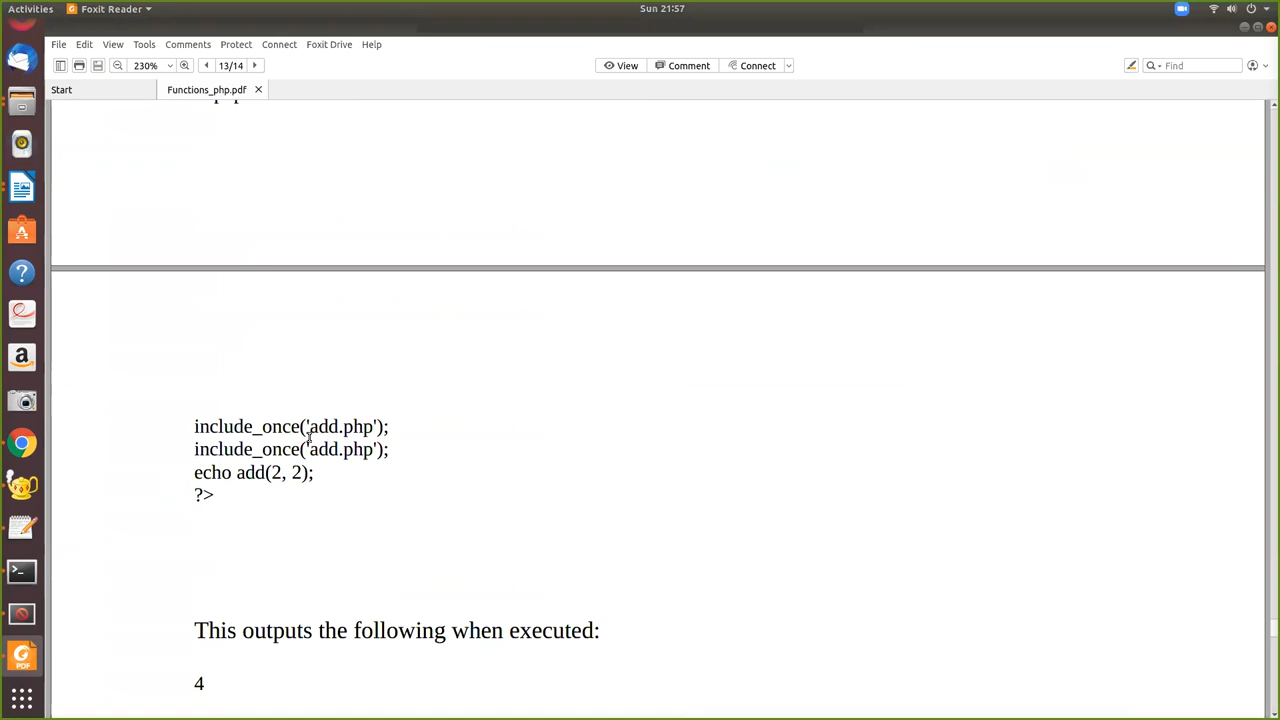 Activities Foxit Reader Sun 21:57
File Edit View Tools Comments Protect Connect Foxit Drive Help
230% 13/14 View Comment Connect Find
Start Functions_php.pdf
include_once('add.php');
include_once('add.php');
echo add(2, 2);
?>
This outputs the following when executed:
4